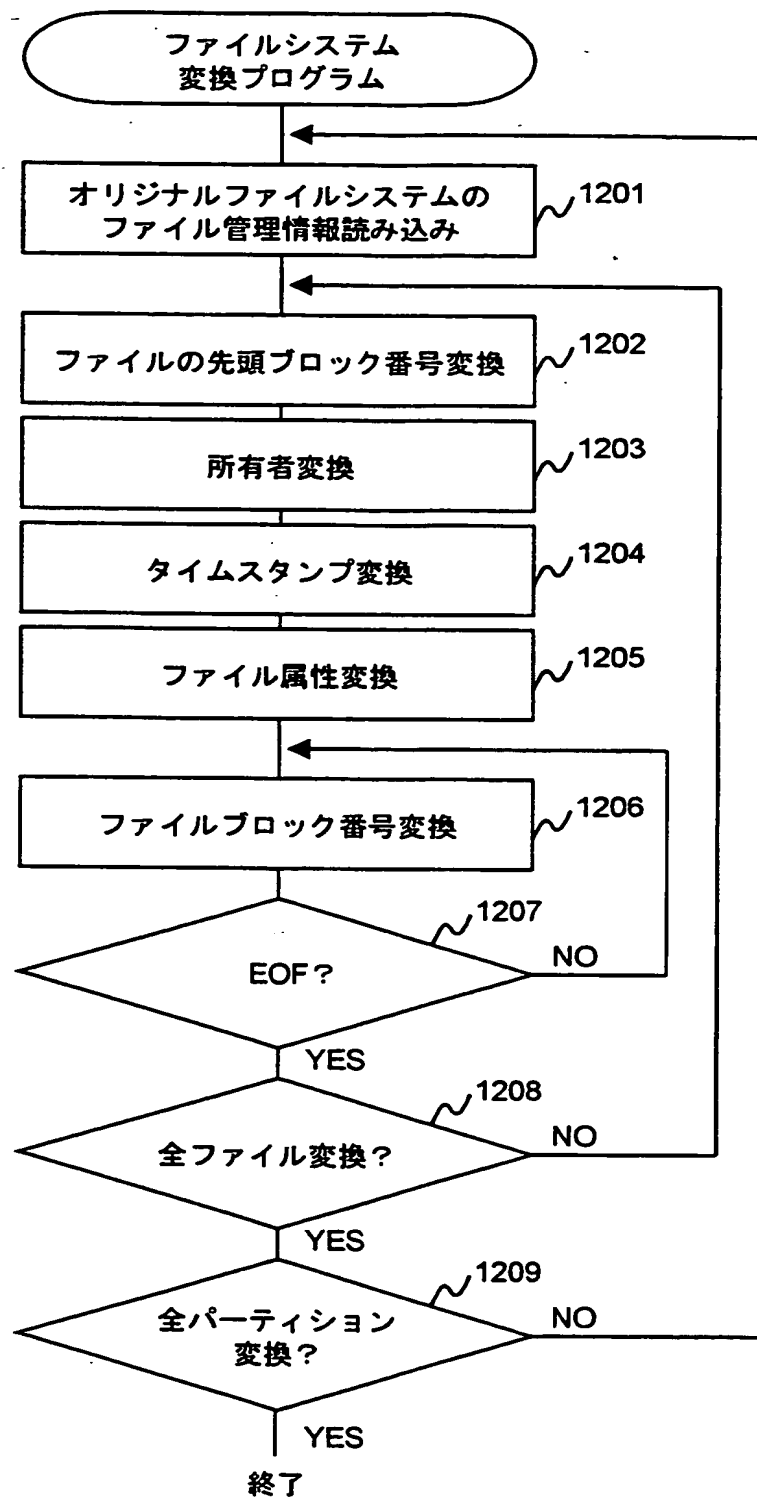 ファイルシステム
変換プログラム
オリジナルファイルシステムの
ファイル管理情報読み込み
1201
ファイルの先頭ブロック番号変換
1202
所有者変換
1203
タイムスタンプ変換
1204
ファイル属性変換
1205
ファイルブロック番号変換
1206
1207
EOF?
NO
YES
1208
全ファイル変換?
NO
YES
1209
全パーティション
変換?
NO
YES
終了